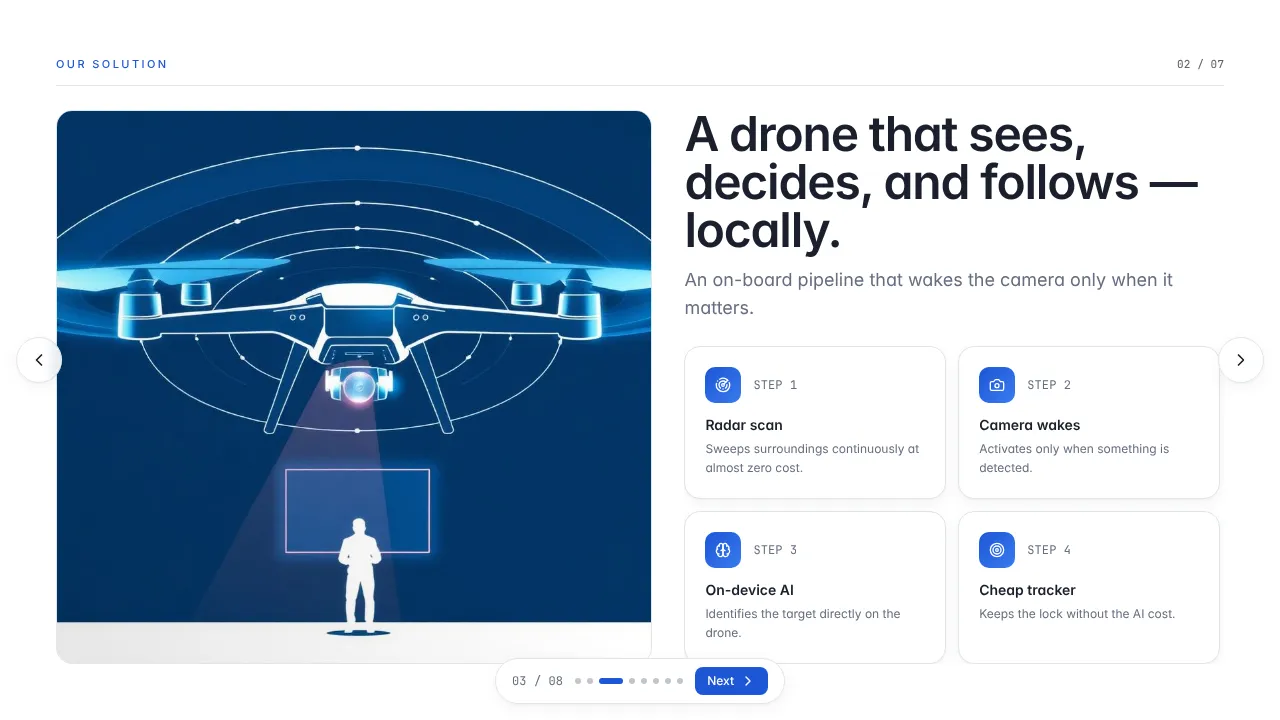 OUR SOLUTION
02 / 07
A drone that sees,
decides, and follows —
locally.
An on-board pipeline that wakes the camera only when it
matters.
STEP 1
Radar scan
Sweeps surroundings continuously at
almost zero cost.
STEP 2
Camera wakes
Activates only when something is
detected.
STEP 3
On-device AI
Identifies the target directly on the
drone.
STEP 4
Cheap tracker
Keeps the lock without the AI cost.
03 / 08
Next